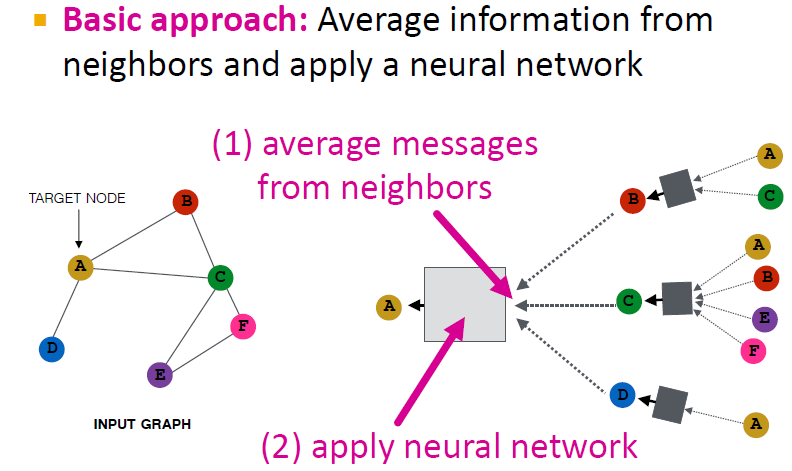 Basic approach: Average information from
neighbors and apply a neural network
(1) average messages
from neighbors
TARGET NODE
B
A
C
F
D
E
INPUT GRAPH
A
B
C
D
A
C
A
B
E
F
A
(2) apply neural network